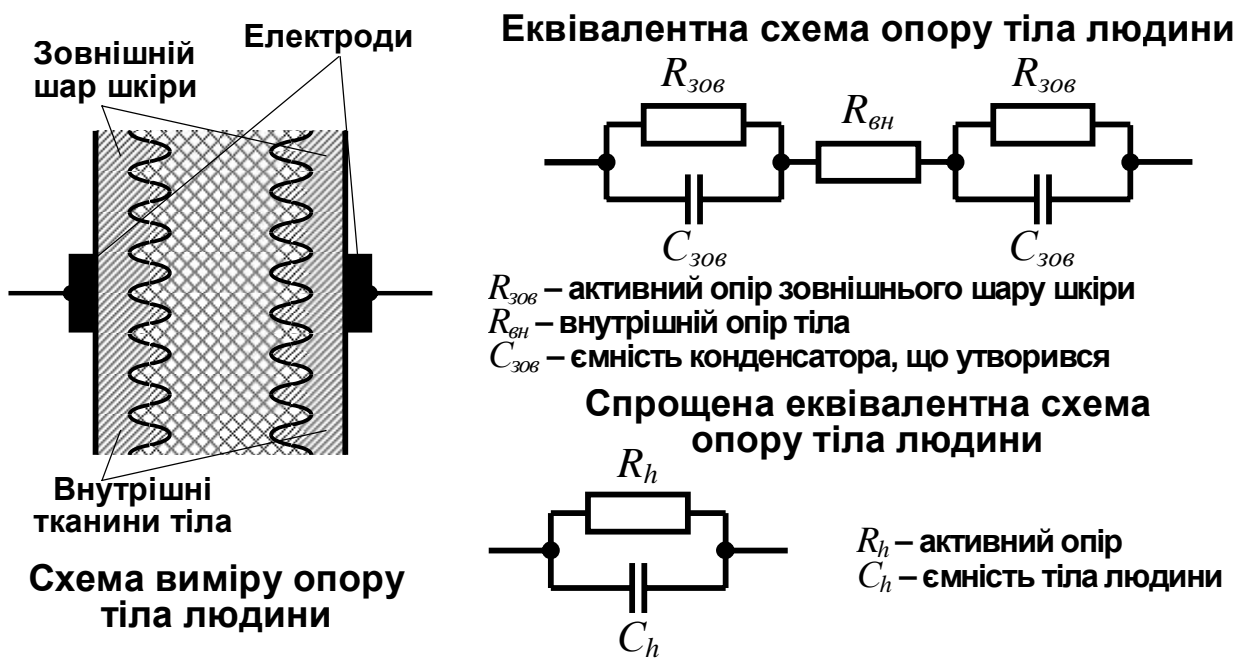 Зовнішній
шар шкіри
Електроди
Внутрішні
тканини тіла
Схема виміру опору
тіла людини
Еквівалентна схема опору тіла людини
Rзов
Rвн
Rзов
Cзов
Cзов
Rзов – активний опір зовнішнього шару шкіри
Rвн – внутрішній опір тіла
Cзов – ємність конденсатора, що утворився
Спрощена еквівалентна схема
опору тіла людини
Rh
Ch
Rh – активний опір
Ch – ємність тіла людини